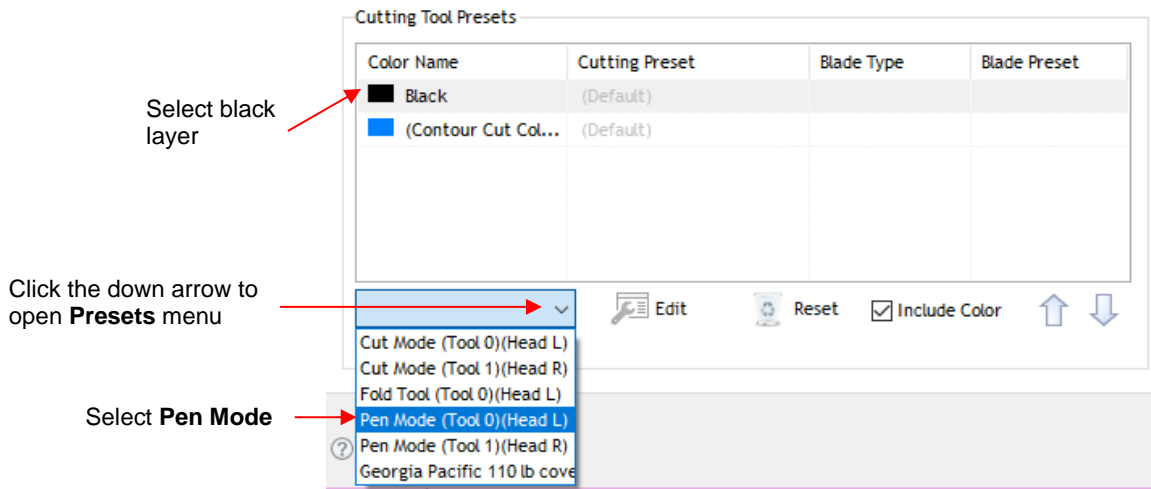 Cutting Tool Presets
Color Name Cutting Preset Blade Type Blade Preset
Select black
layer
Black (Default)
(Contour Cut Col... (Default)
Click the down arrow to
open Presets menu
Edit Reset Include Color
Cut Mode (Tool 0)(Head L)
Cut Mode (Tool 1)(Head R)
Fold Tool (Tool 0)(Head L)
Select Pen Mode
Pen Mode (Tool 0)(Head L)
Pen Mode (Tool 1)(Head R)
Georgia Pacific 110 lb cove